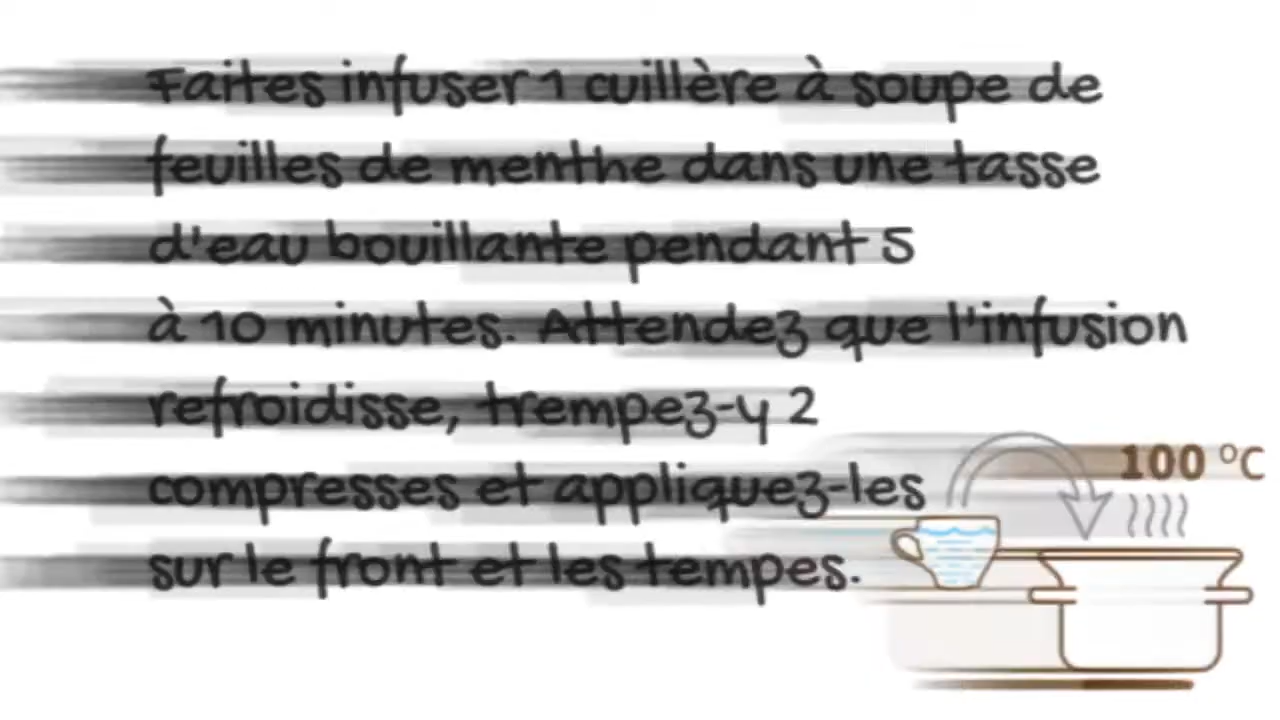 Faites infuser 1 cuillère à soupe de
feuilles de menthe dans une tasse
d'eau bouillante pendant 5
à 10 minutes. Attendez que l'infusion
refroidisse, trempez-y 2
compresses et appliquez-les
sur le front et les tempes.
100 °C